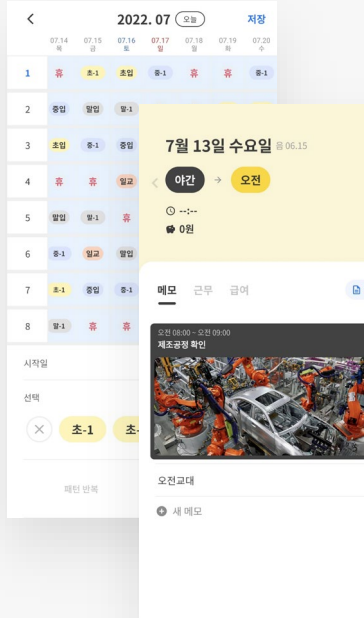 2022. 07 오늘 저장
07.14 07.15 07.16 07.17 07.18 07.19 07.20
목 금 토 일 월 화 수
1 휴 초-1 초입 중-1 휴 휴 중-1
2 중입 말입 말-1
3 초입 중-1 중입
4 휴 휴 일교
5 말입 말-1 휴
6 중-1 일교 말입
7 초-1 중입 중-1
8 말-1 휴 휴
시작일
선택
초-1 초-
패턴 반복
7월 13일 수요일 음 06.15
야간 → 오전
--:--
0원
메모 근무 급여
오전 08:00 ~ 오전 09:00
제조공정 확인
오전교대
새 메모